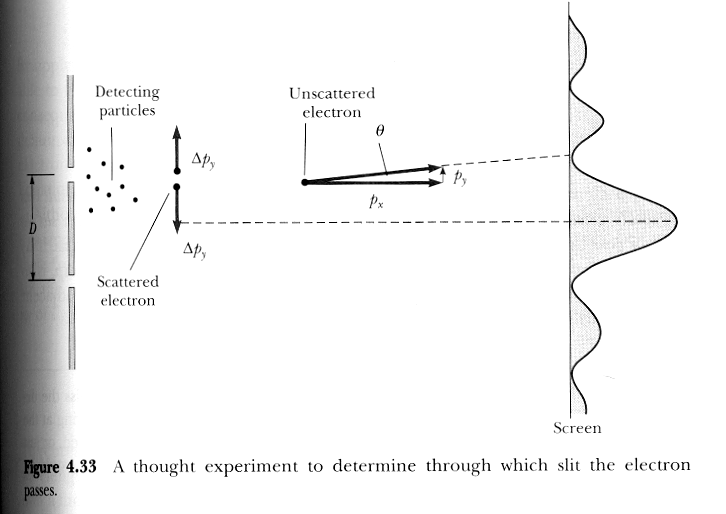 Detecting
particles
Unscattered
electron
θ
Δp_y
p_y
p_x
D
Δp_y
Scattered
electron
Screen
Figure 4.33 A thought experiment to determine through which slit the electron
passes.